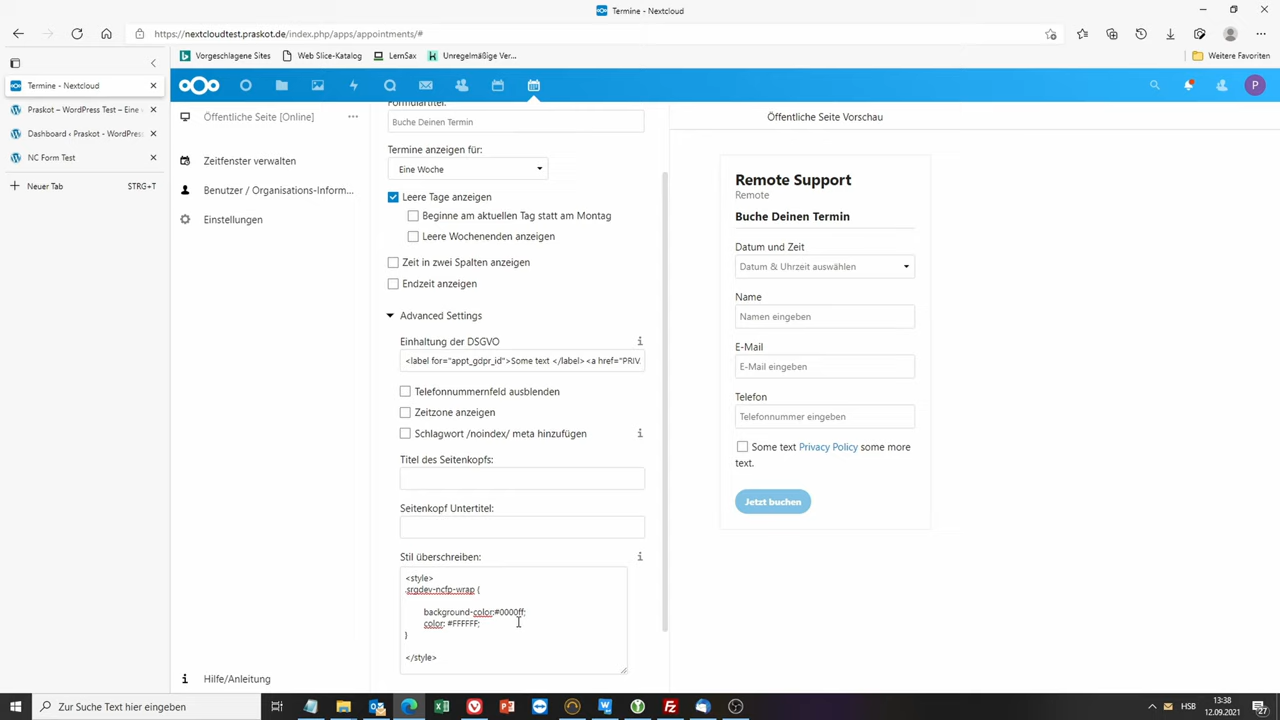 Termine - Nextcloud
https://nextcloudtest.praskot.de/index.php/apps/appointments/#
Vorgeschlagene Sites
Web Slice-Katalog
LernSax
Unregelmäßige Ver...
Weitere Favoriten
Termine - Nextcloud
Praskot – WordPress Test – Eine
Dashboard ‹ Praskot - WordPress
NC Form Test
Neuer Tab
STRG+T
P
Öffentliche Seite [Online]
Zeitfenster verwalten
Benutzer / Organisations-Inform...
Einstellungen
Hilfe/Anleitung
Formulartitel:
Buche Deinen Termin
Termine anzeigen für:
Eine Woche
Leere Tage anzeigen
Beginne am aktuellen Tag statt am Montag
Leere Wochenenden anzeigen
Zeit in zwei Spalten anzeigen
Endzeit anzeigen
Advanced Settings
Einhaltung der DSGVO
<label for="appt_gdpr_id">Some text </label><a href="PRIV
Telefonnummernfeld ausblenden
Zeitzone anzeigen
Schlagwort /noindex/ meta hinzufügen
Titel des Seitenkopfs:
Seitenkopf Untertitel:
Stil überschreiben:
<style>
.srgdev-ncfp-wrap {
background-color:#0000ff;
color: #FFFFFF;
}
</style>
Öffentliche Seite Vorschau
Remote Support
Remote
Buche Deinen Termin
Datum und Zeit
Datum & Uhrzeit auswählen
Name
Namen eingeben
E-Mail
E-Mail eingeben
Telefon
Telefonnummer eingeben
Some text Privacy Policy some more
text.
Jetzt buchen
Zur Suche Text hier eingeben
HSB
13:38
12.09.2021
27